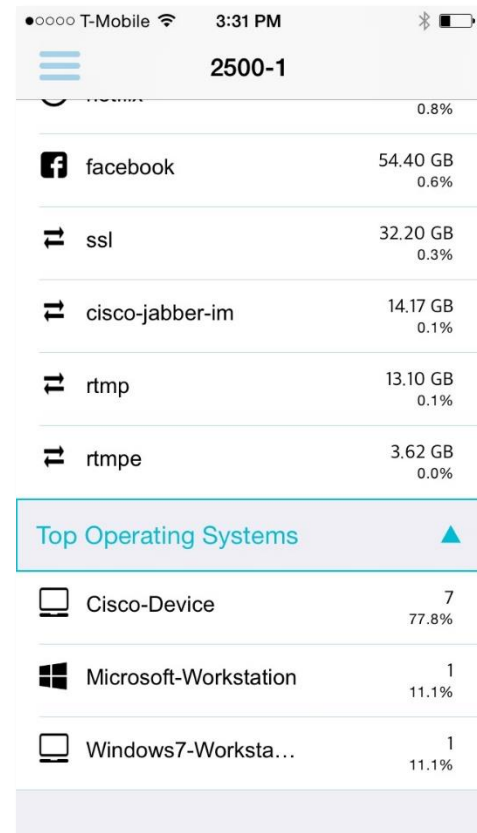 T-Mobile 3:31 PM
2500-1
netflix
0.8%
facebook 54.40 GB
0.6%
ssl 32.20 GB
0.3%
cisco-jabber-im 14.17 GB
0.1%
rtmp 13.10 GB
0.1%
rtmpe 3.62 GB
0.0%
Top Operating Systems
Cisco-Device 7
77.8%
Microsoft-Workstation 1
11.1%
Windows7-Worksta... 1
11.1%